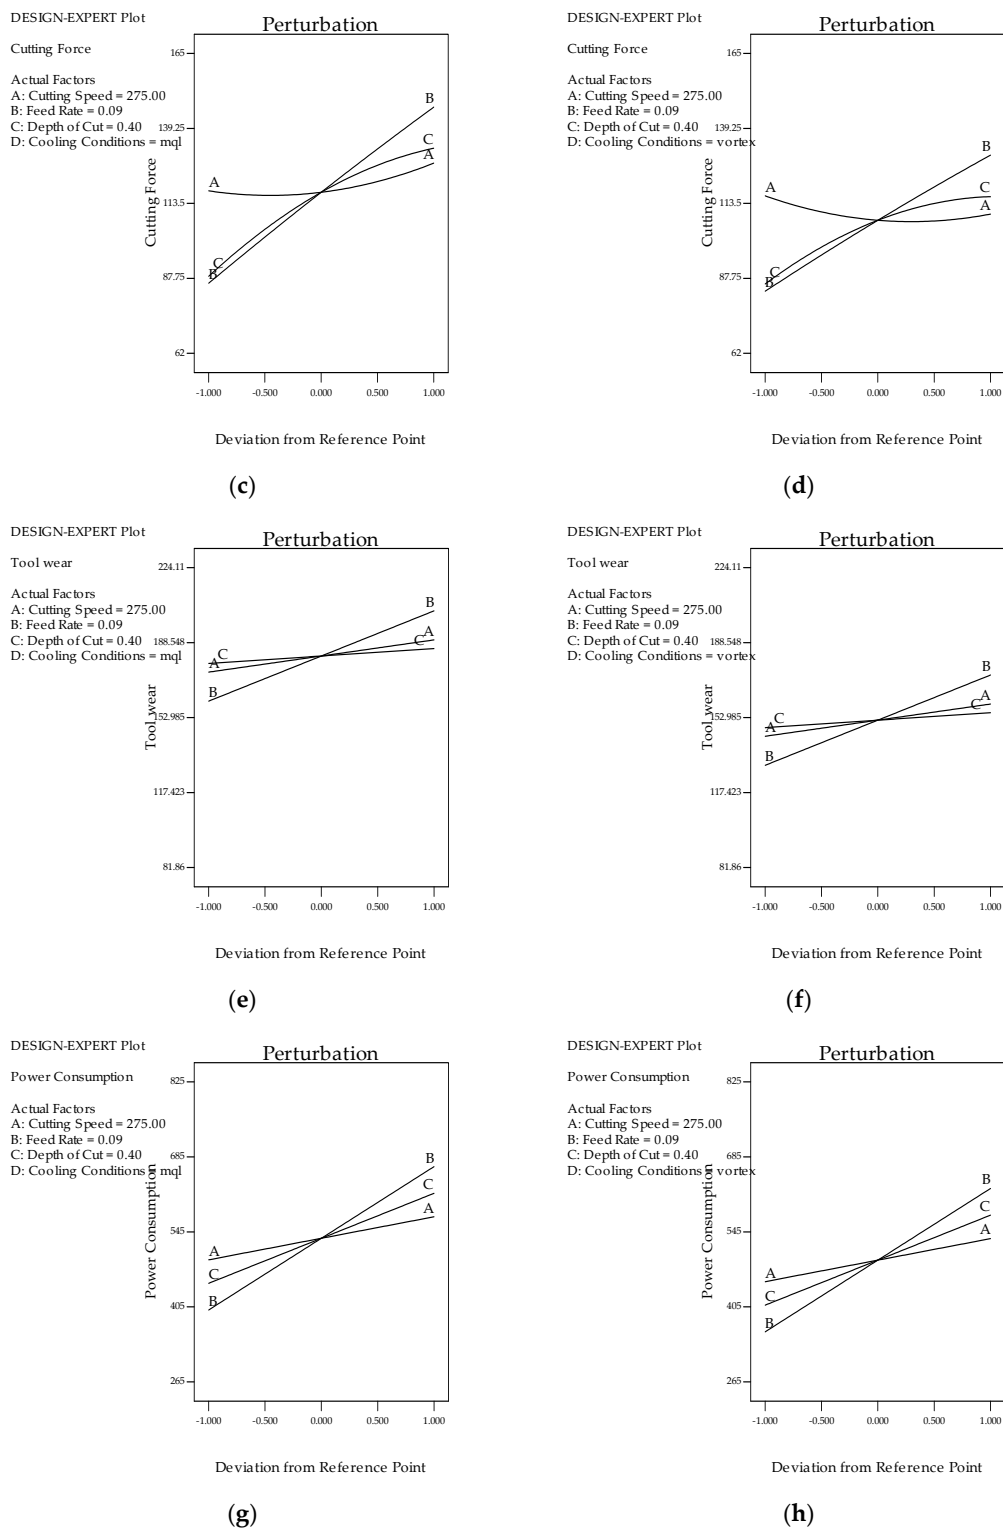 DESIGN-EXPERT Plot
Perturbation
Cutting Force
Actual Factors
A: Cutting Speed = 275.00
B: Feed Rate = 0.09
C: Depth of Cut = 0.40
D: Cooling Conditions = mql
Cutting Force
165
139.25
113.5
87.75
62
A
C
B
B
C
A
-1.000 -0.500 0.000 0.500 1.000
Deviation from Reference Point
(c)
DESIGN-EXPERT Plot
Perturbation
Cutting Force
Actual Factors
A: Cutting Speed = 275.00
B: Feed Rate = 0.09
C: Depth of Cut = 0.40
D: Cooling Conditions = vortex
Cutting Force
165
139.25
113.5
87.75
62
A
C
B
B
C
A
-1.000 -0.500 0.000 0.500 1.000
Deviation from Reference Point
(d)
DESIGN-EXPERT Plot
Perturbation
Tool wear
Actual Factors
A: Cutting Speed = 275.00
B: Feed Rate = 0.09
C: Depth of Cut = 0.40
D: Cooling Conditions = mql
Tool wear
224.11
188.548
152.985
117.423
81.86
C
A
B
B
A
C
-1.000 -0.500 0.000 0.500 1.000
Deviation from Reference Point
(e)
DESIGN-EXPERT Plot
Perturbation
Tool wear
Actual Factors
A: Cutting Speed = 275.00
B: Feed Rate = 0.09
C: Depth of Cut = 0.40
D: Cooling Conditions = vortex
Tool wear
224.11
188.548
152.985
117.423
81.86
C
A
B
B
A
C
-1.000 -0.500 0.000 0.500 1.000
Deviation from Reference Point
(f)
DESIGN-EXPERT Plot
Perturbation
Power Consumption
Actual Factors
A: Cutting Speed = 275.00
B: Feed Rate = 0.09
C: Depth of Cut = 0.40
D: Cooling Conditions = mql
Power Consumption
825
685
545
405
265
A
C
B
B
C
A
-1.000 -0.500 0.000 0.500 1.000
Deviation from Reference Point
(g)
DESIGN-EXPERT Plot
Perturbation
Power Consumption
Actual Factors
A: Cutting Speed = 275.00
B: Feed Rate = 0.09
C: Depth of Cut = 0.40
D: Cooling Conditions = vortex
Power Consumption
825
685
545
405
265
A
C
B
B
C
A
-1.000 -0.500 0.000 0.500 1.000
Deviation from Reference Point
(h)